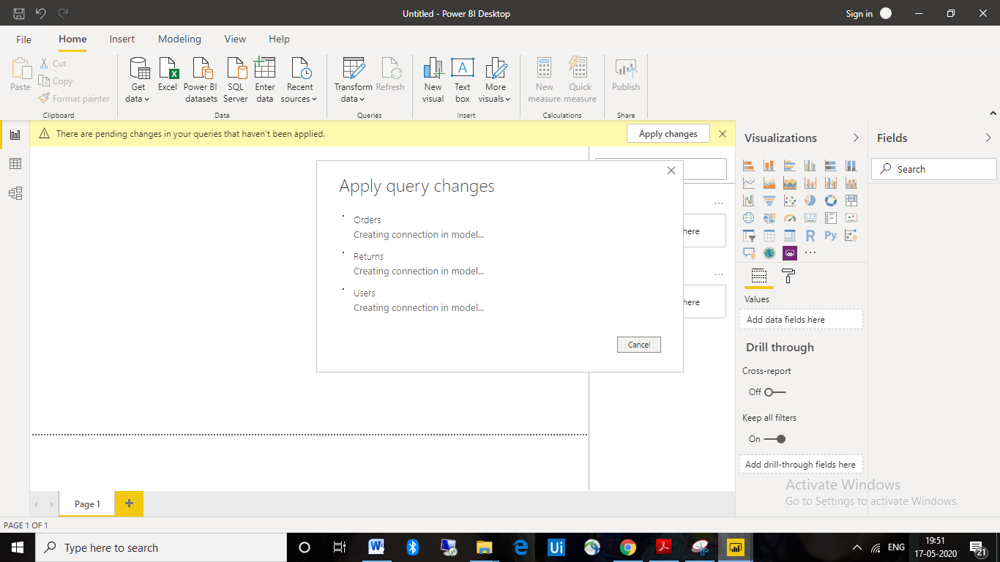 Untitled - Power BI Desktop
Sign in
File
Home
Insert
Modeling
View
Help
Paste
Cut
Copy
Format painter
Clipboard
Get data
Excel
Power BI datasets
SQL Server
Enter data
Recent sources
Data
Transform data
Refresh
Queries
New visual
Text box
More visuals
Insert
New measure
Quick measure
Calculations
Publish
Share
There are pending changes in your queries that haven't been applied.
Apply changes
Apply query changes
Orders
Creating connection in model...
Returns
Creating connection in model...
Users
Creating connection in model...
Cancel
here
here
Visualizations
123
R
Py
Values
Add data fields here
Drill through
Cross-report
Off
Keep all filters
On
Add drill-through fields here
Fields
Search
Activate Windows
Go to Settings to activate Windows.
Page 1
PAGE 1 OF 1
Type here to search
W
Ui
ENG
19:51
17-05-2020
21